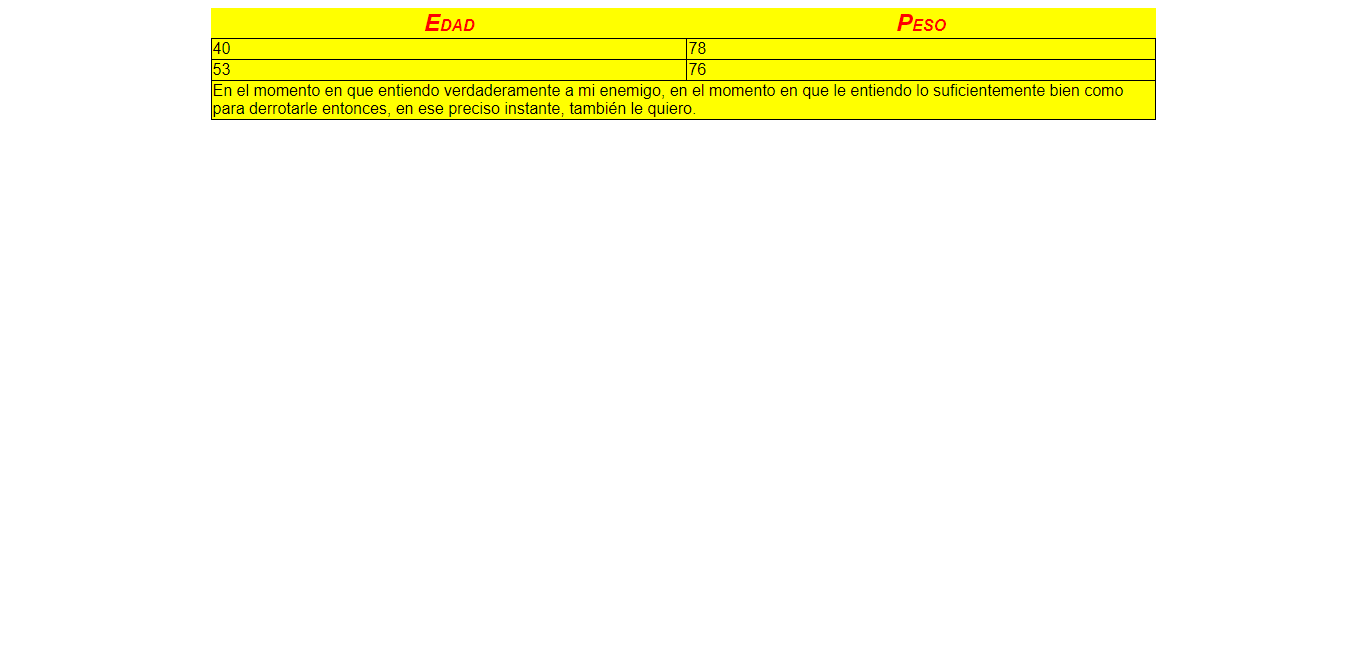 Edad Peso
40 78
53 76
En el momento en que entiendo verdaderamente a mi enemigo, en el momento en que le entiendo lo suficientemente bien como
para derrotarle entonces, en ese preciso instante, también le quiero.